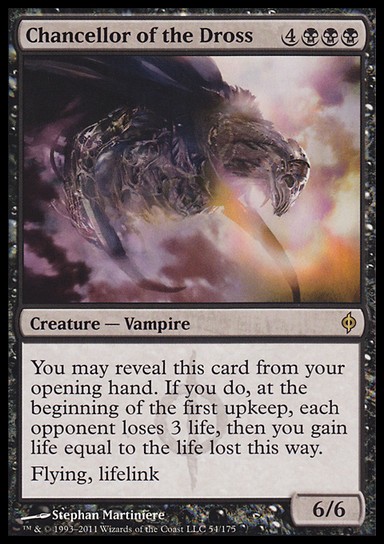 Chancellor of the Dross 4
Creature — Vampire
You may reveal this card from your
opening hand. If you do, at the
beginning of the first upkeep, each
opponent loses 3 life, then you gain
life equal to the life lost this way.
Flying, lifelink
Stephan Martiniere
™ & © 1993–2011 Wizards of the Coast LLC 54/175
6/6